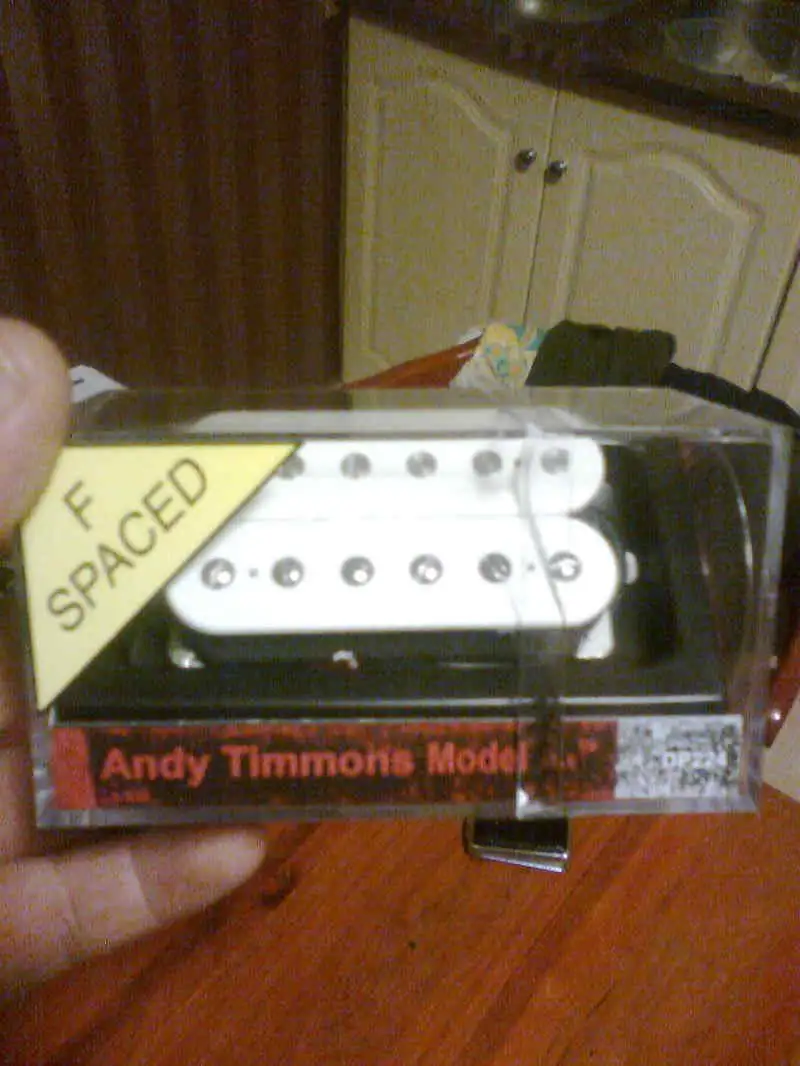 F
SPACED
Andy Timmons Model
DP224